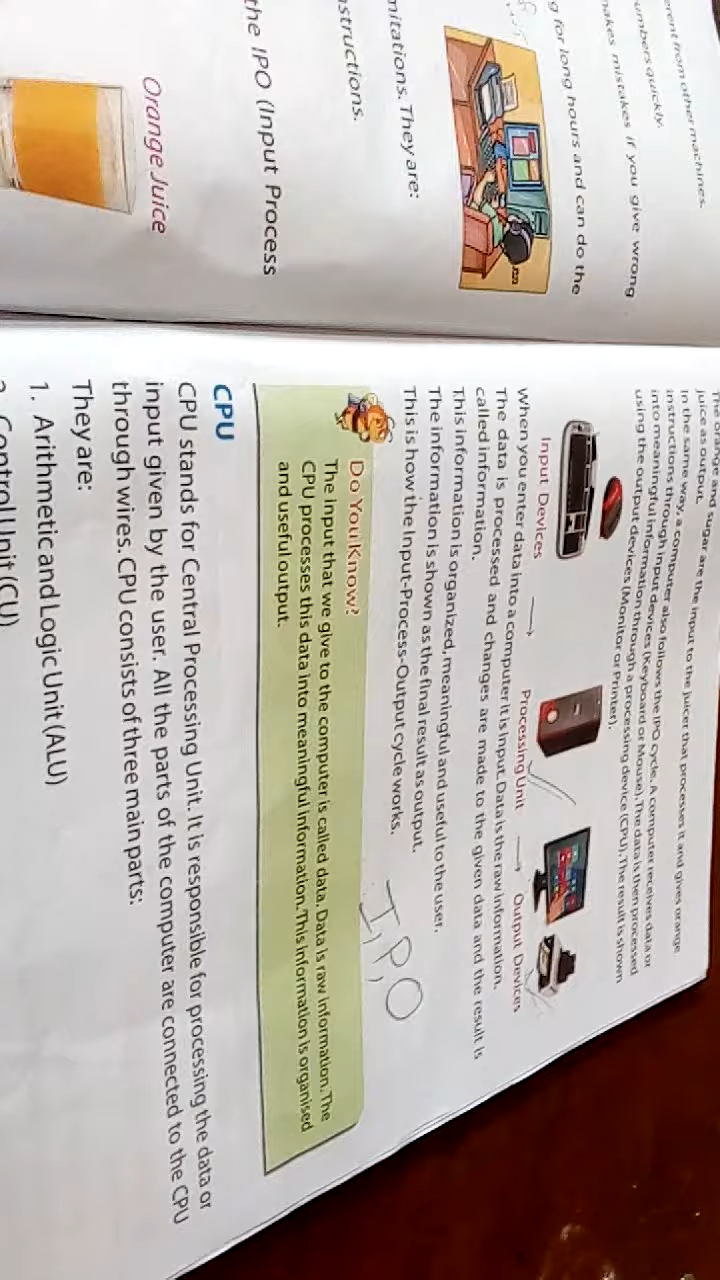 erent from other machines.
umbers quickly.
makes mistakes if you give wrong
g for long hours and can do the
mitations. They are:
nstructions.
the IPO (Input Process
Orange Juice
The orange and sugar are the input to the juicer that processes it and gives orange
juice as output.
In the same way, a computer also follows the IPO cycle. A computer receives data or
instructions through input devices (Keyboard or Mouse). The data is then processed
into meaningful information through a processing device (CPU). The result is shown
using the output devices (Monitor or Printer).
Input Devices → Processing Unit → Output Devices
When you enter data into a computer it is input. Data is the raw information.
The data is processed and changes are made to the given data and the result is
called information.
This information is organized, meaningful and useful to the user.
The information is shown as the final result as output.
This is how the Input-Process-Output cycle works.
I, P, O
Do You Know?
The input that we give to the computer is called data. Data is raw information. The
CPU processes this data into meaningful information. This information is organised
and useful output.
CPU
CPU stands for Central Processing Unit. It is responsible for processing the data or
input given by the user. All the parts of the computer are connected to the CPU
through wires. CPU consists of three main parts:
They are:
1. Arithmetic and Logic Unit (ALU)
2. Control Unit (CU)